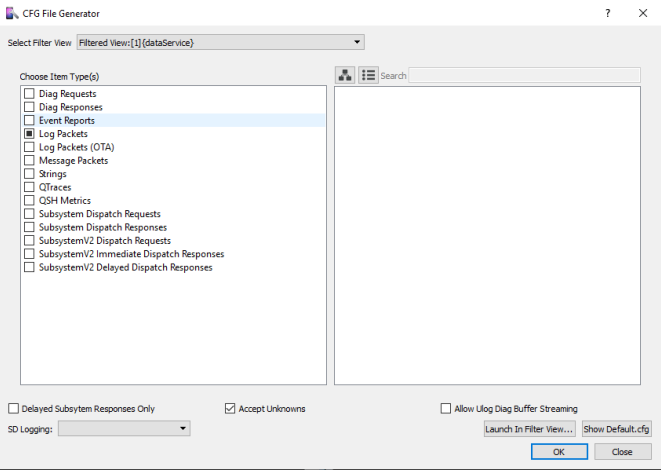 CFG File Generator
?
Select Filter View
Filtered View:[1]{dataService}
Choose Item Type(s)
Search
Diag Requests
Diag Responses
Event Reports
Log Packets
Log Packets (OTA)
Message Packets
Strings
QTraces
QSH Metrics
Subsystem Dispatch Requests
Subsystem Dispatch Responses
SubsystemV2 Dispatch Requests
SubsystemV2 Immediate Dispatch Responses
SubsystemV2 Delayed Dispatch Responses
Delayed Subsytem Responses Only
Accept Unknowns
Allow Ulog Diag Buffer Streaming
SD Logging:
Launch In Filter View...
Show Default.cfg
OK
Close